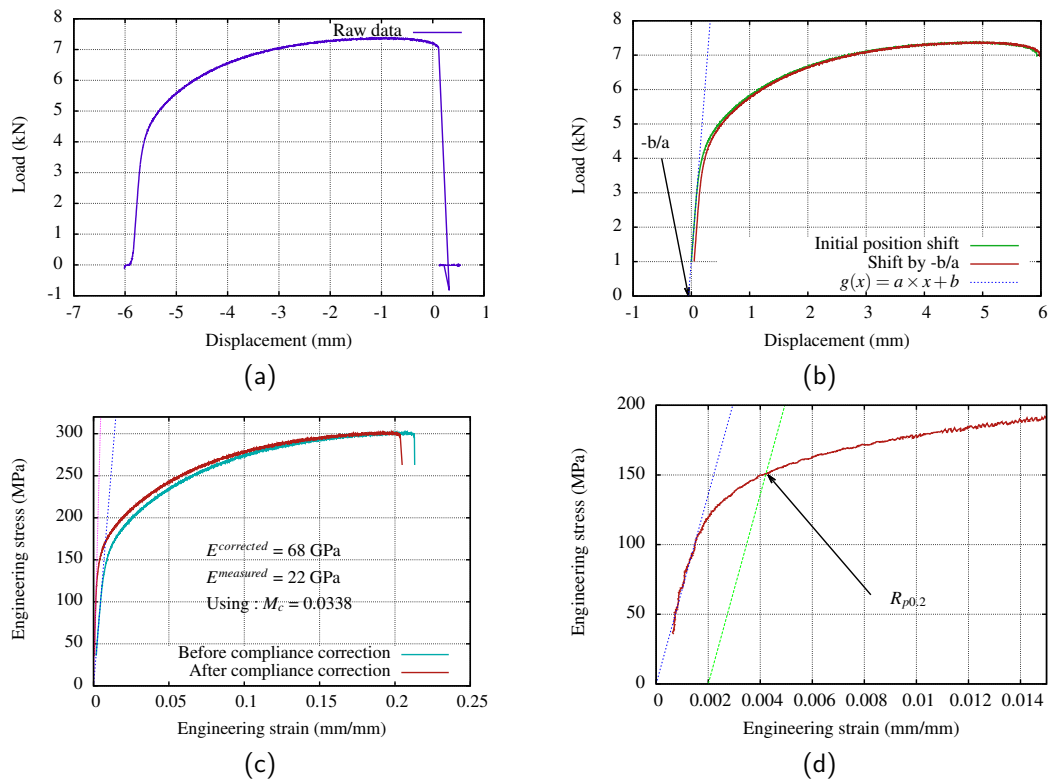 8
7
6
5
4
3
2
1
0
-1
-7 -6 -5 -4 -3 -2 -1 0 1
Load (kN)
Displacement (mm)
Raw data
(a)
8
7
6
5
4
3
2
1
0
-1 0 1 2 3 4 5 6
Load (kN)
Displacement (mm)
-b/a
Initial position shift
Shift by -b/a
g(x) = a × x + b
(b)
300
250
200
150
100
50
0
0 0.05 0.1 0.15 0.2 0.25
Engineering stress (MPa)
Engineering strain (mm/mm)
E^corrected = 68 GPa
E^measured = 22 GPa
Using : M_c = 0.0338
Before compliance correction
After compliance correction
(c)
200
150
100
50
0
0 0.002 0.004 0.006 0.008 0.01 0.012 0.014
Engineering stress (MPa)
Engineering strain (mm/mm)
R_p0.2
(d)